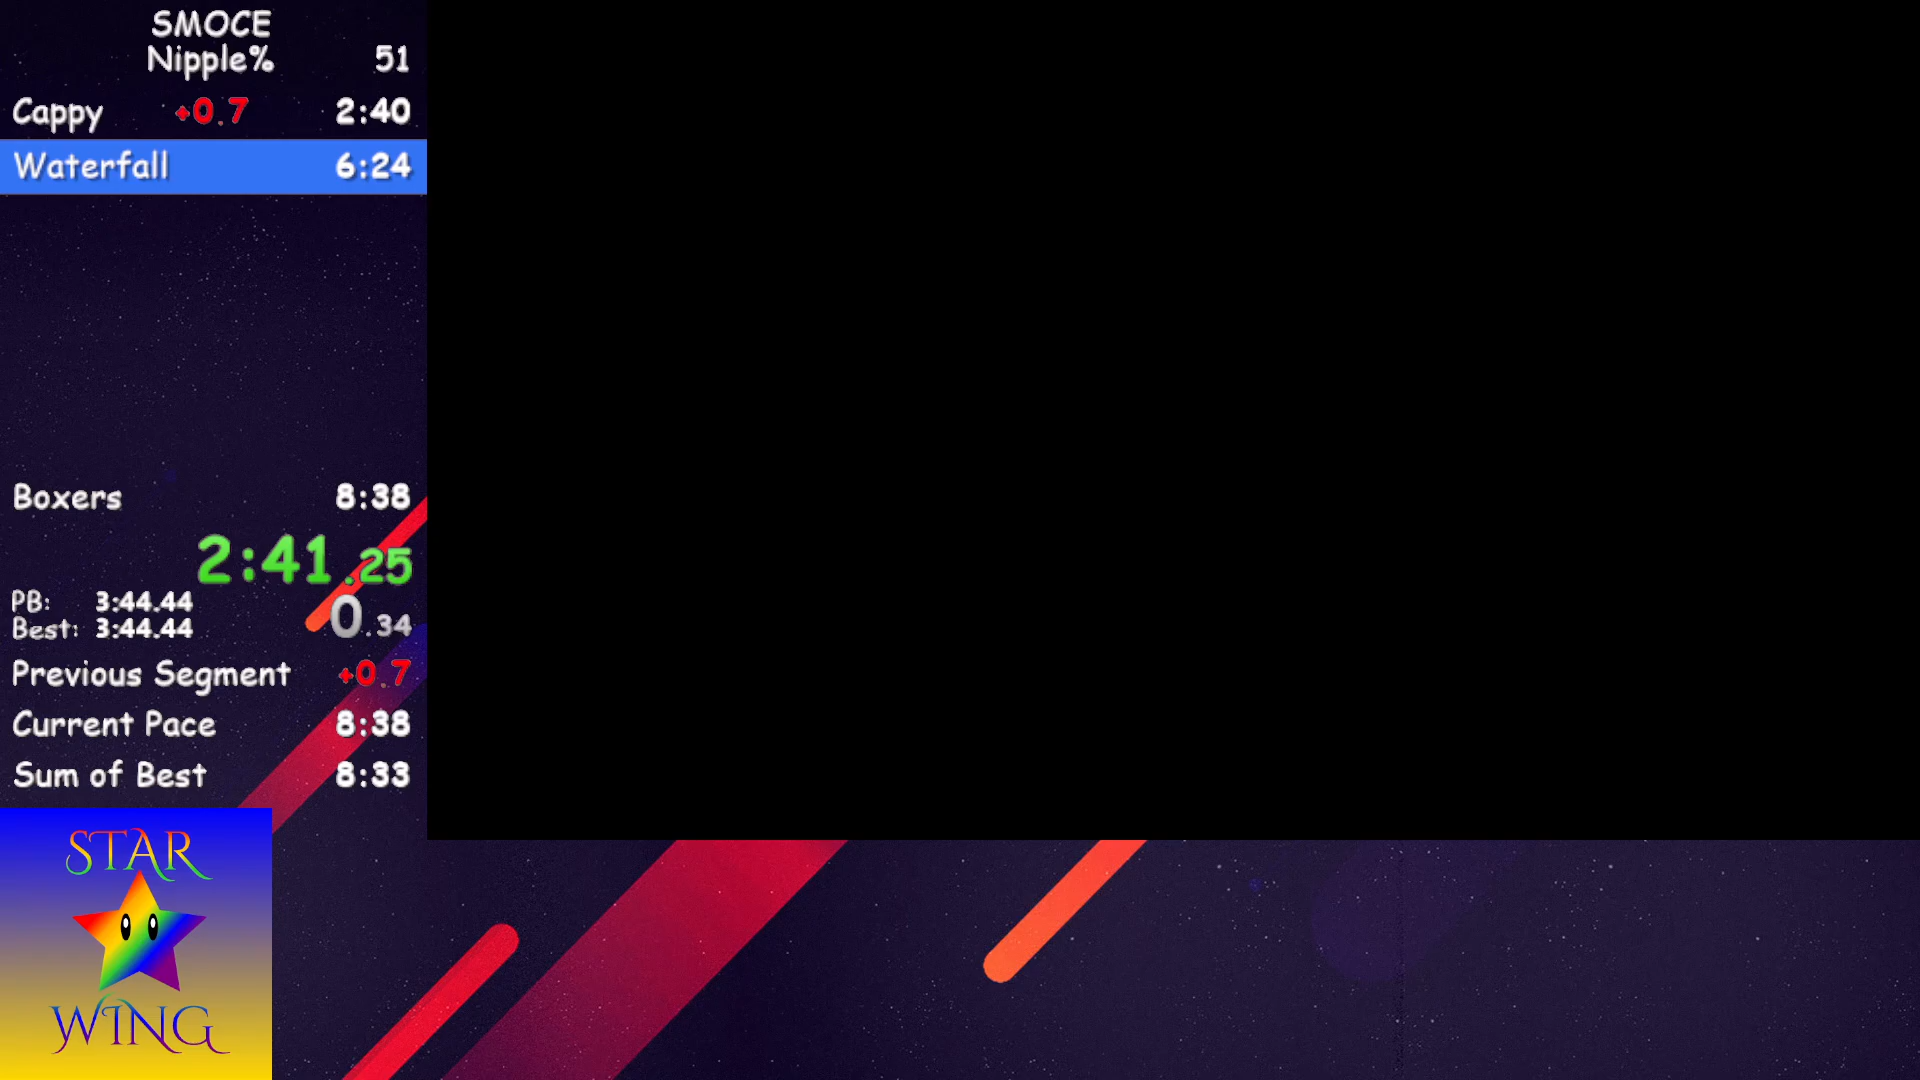 SMOCE
Nipple% 51
Cappy +0.7 2:40
Waterfall 6:24
Boxers 8:38
2:41.25
PB: 3:44.44
Best: 3:44.44
0.34
Previous Segment +0.7
Current Pace 8:38
Sum of Best 8:33
STAR
WING